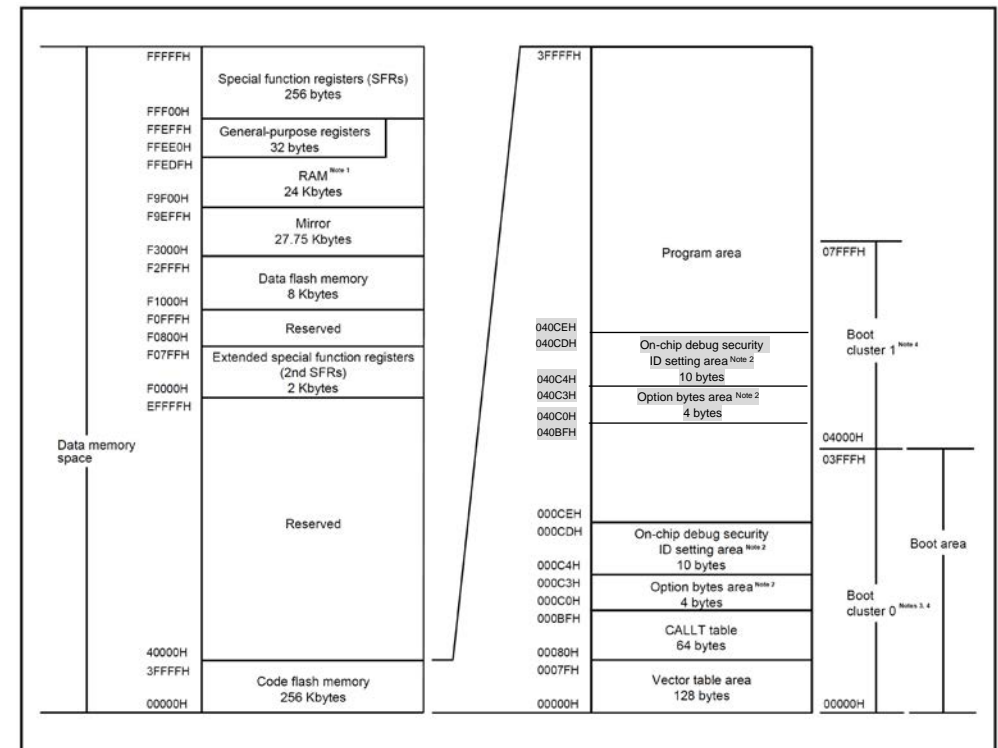 FFFFFH
Special function registers (SFRs)
256 bytes
FFF00H
FFEFFH
General-purpose registers
32 bytes
FFEE0H
FFEDFH
RAM Note 1
24 Kbytes
F9F00H
F9EFFH
Mirror
27.75 Kbytes
F3000H
F2FFFH
Data flash memory
8 Kbytes
F1000H
F0FFFH
Reserved
F0800H
F07FFH
Extended special function registers
(2nd SFRs)
2 Kbytes
F0000H
EFFFFH
Data memory
space
Reserved
40000H
3FFFFH
Code flash memory
256 Kbytes
00000H
3FFFFH
Program area
040CEH
040CDH
On-chip debug security
ID setting area Note 2
10 bytes
040C4H
040C3H
Option bytes area Note 2
4 bytes
040C0H
040BFH
000CEH
000CDH
On-chip debug security
ID setting area Note 2
10 bytes
000C4H
000C3H
Option bytes area Note 2
4 bytes
000C0H
000BFH
CALLT table
64 bytes
00080H
0007FH
Vector table area
128 bytes
00000H
07FFFH
Boot
cluster 1 Note 4
04000H
03FFFH
Boot area
Boot
cluster 0 Notes 3, 4
00000H